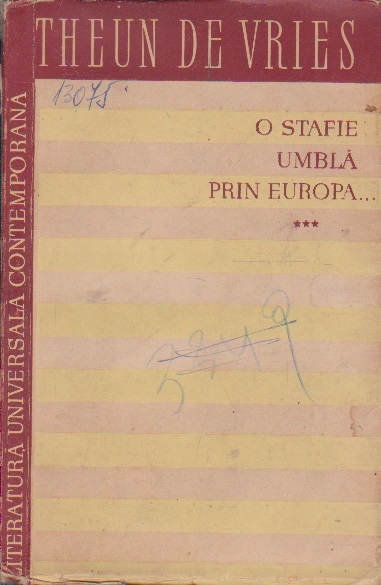 THEUN DE VRIES
13075
O STAFIE
UMBLĂ
PRIN EUROPA...
***
LITERATURA UNIVERSALĂ CONTEMPORANĂ